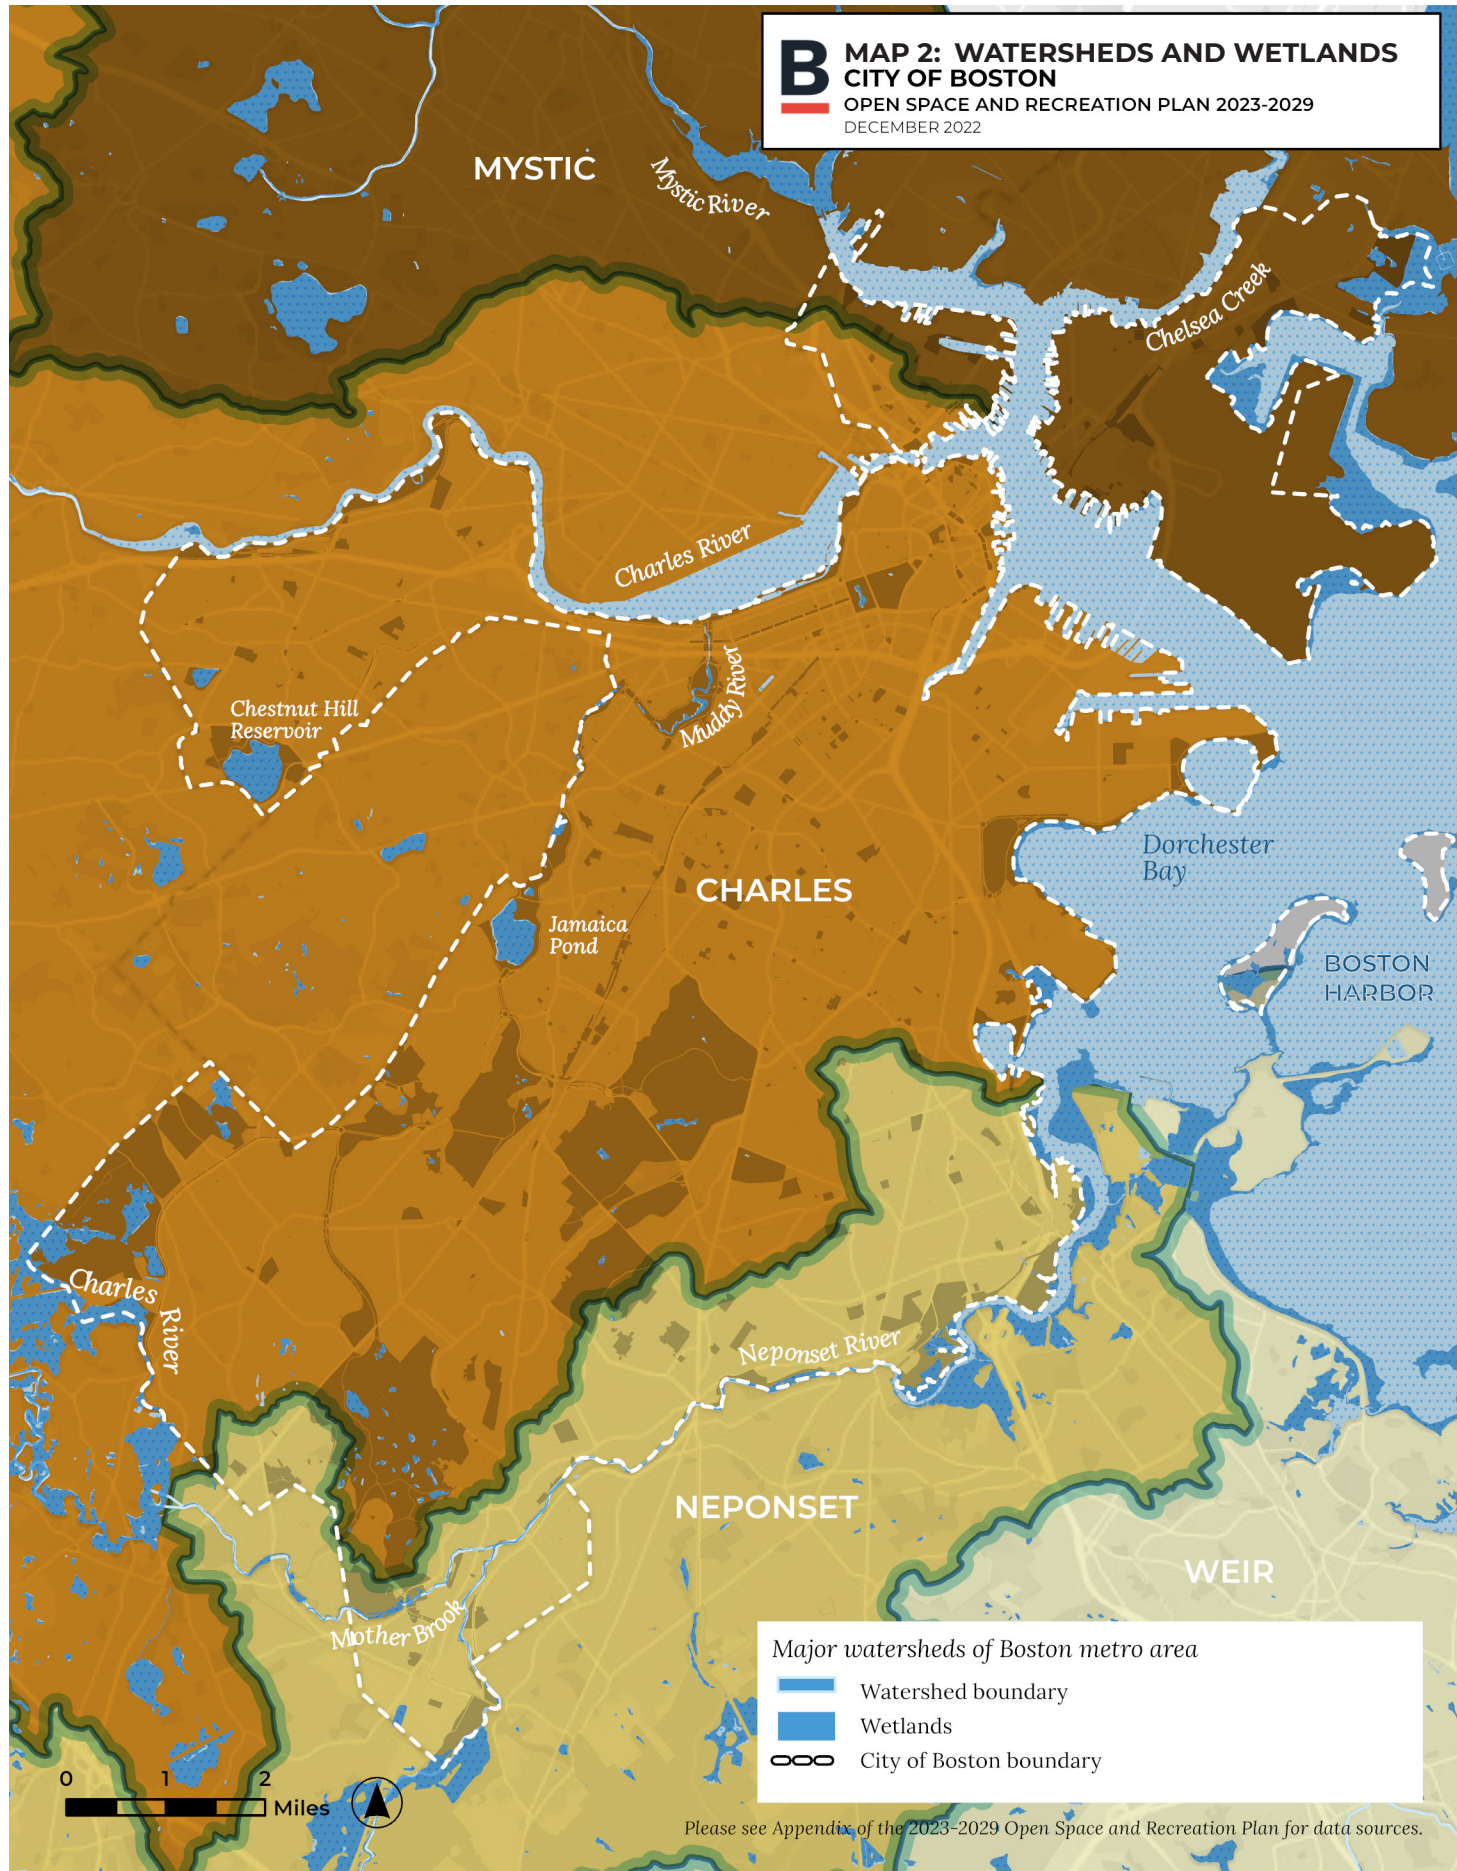 B
MAP 2: WATERSHEDS AND WETLANDS
CITY OF BOSTON
OPEN SPACE AND RECREATION PLAN 2023-2029
DECEMBER 2022
MYSTIC
Mystic River
Chelsea Creek
Charles River
Muddy River
Chestnut Hill
Reservoir
Dorchester
Bay
CHARLES
Jamaica
Pond
BOSTON
HARBOR
Charles River
Neponset River
NEPONSET
WEIR
Mother Brook
Major watersheds of Boston metro area
Watershed boundary
Wetlands
City of Boston boundary
0 1 2
Miles
Please see Appendix of the 2023-2029 Open Space and Recreation Plan for data sources.